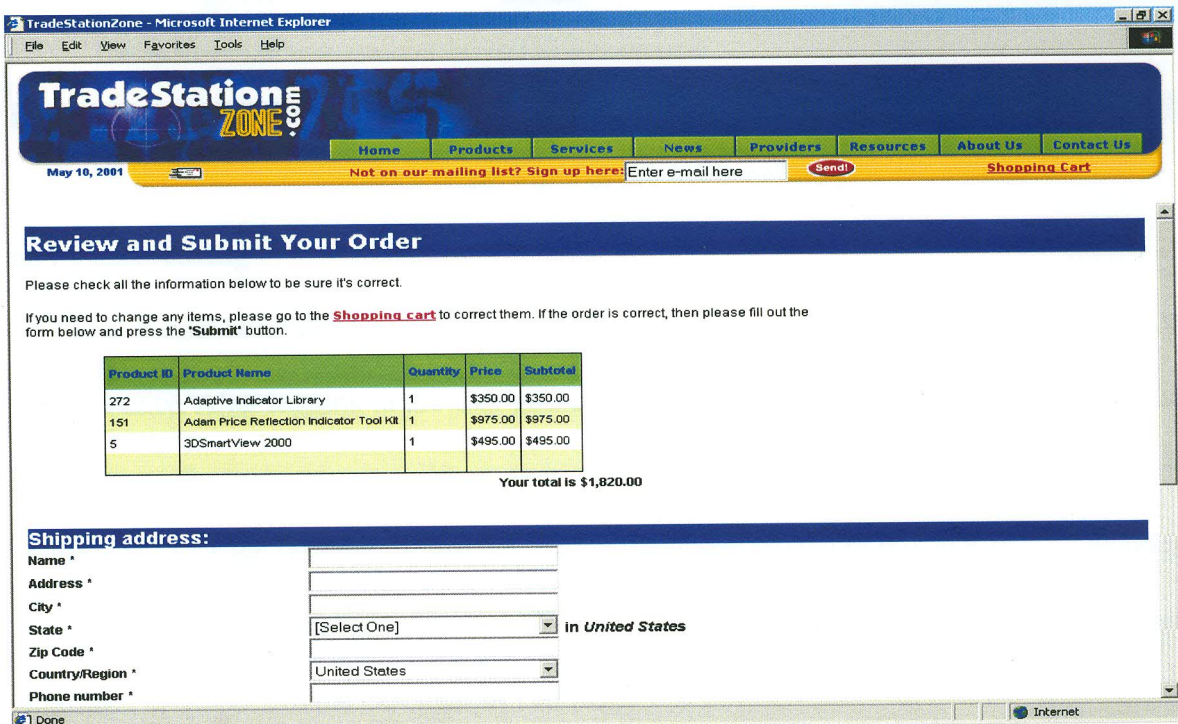 TradeStationZone - Microsoft Internet Explorer
File Edit View Favorites Tools Help
TradeStation
ZONE .com
Home Products Services News Providers Resources About Us Contact Us
May 10, 2001 Not on our mailing list? Sign up here: Enter e-mail here Send! Shopping Cart
Review and Submit Your Order
Please check all the information below to be sure it's correct.
If you need to change any items, please go to the Shopping cart to correct them. If the order is correct, then please fill out the
form below and press the "Submit" button.
Product ID Product Name Quantity Price Subtotal
272 Adaptive Indicator Library 1 $350.00 $350.00
151 Adam Price Reflection Indicator Tool Kit 1 $975.00 $975.00
5 3DSmartView 2000 1 $495.00 $495.00
Your total is $1,820.00
Shipping address:
Name *
Address *
City *
State * [Select One] in United States
Zip Code *
Country/Region * United States
Phone number *
Done Internet